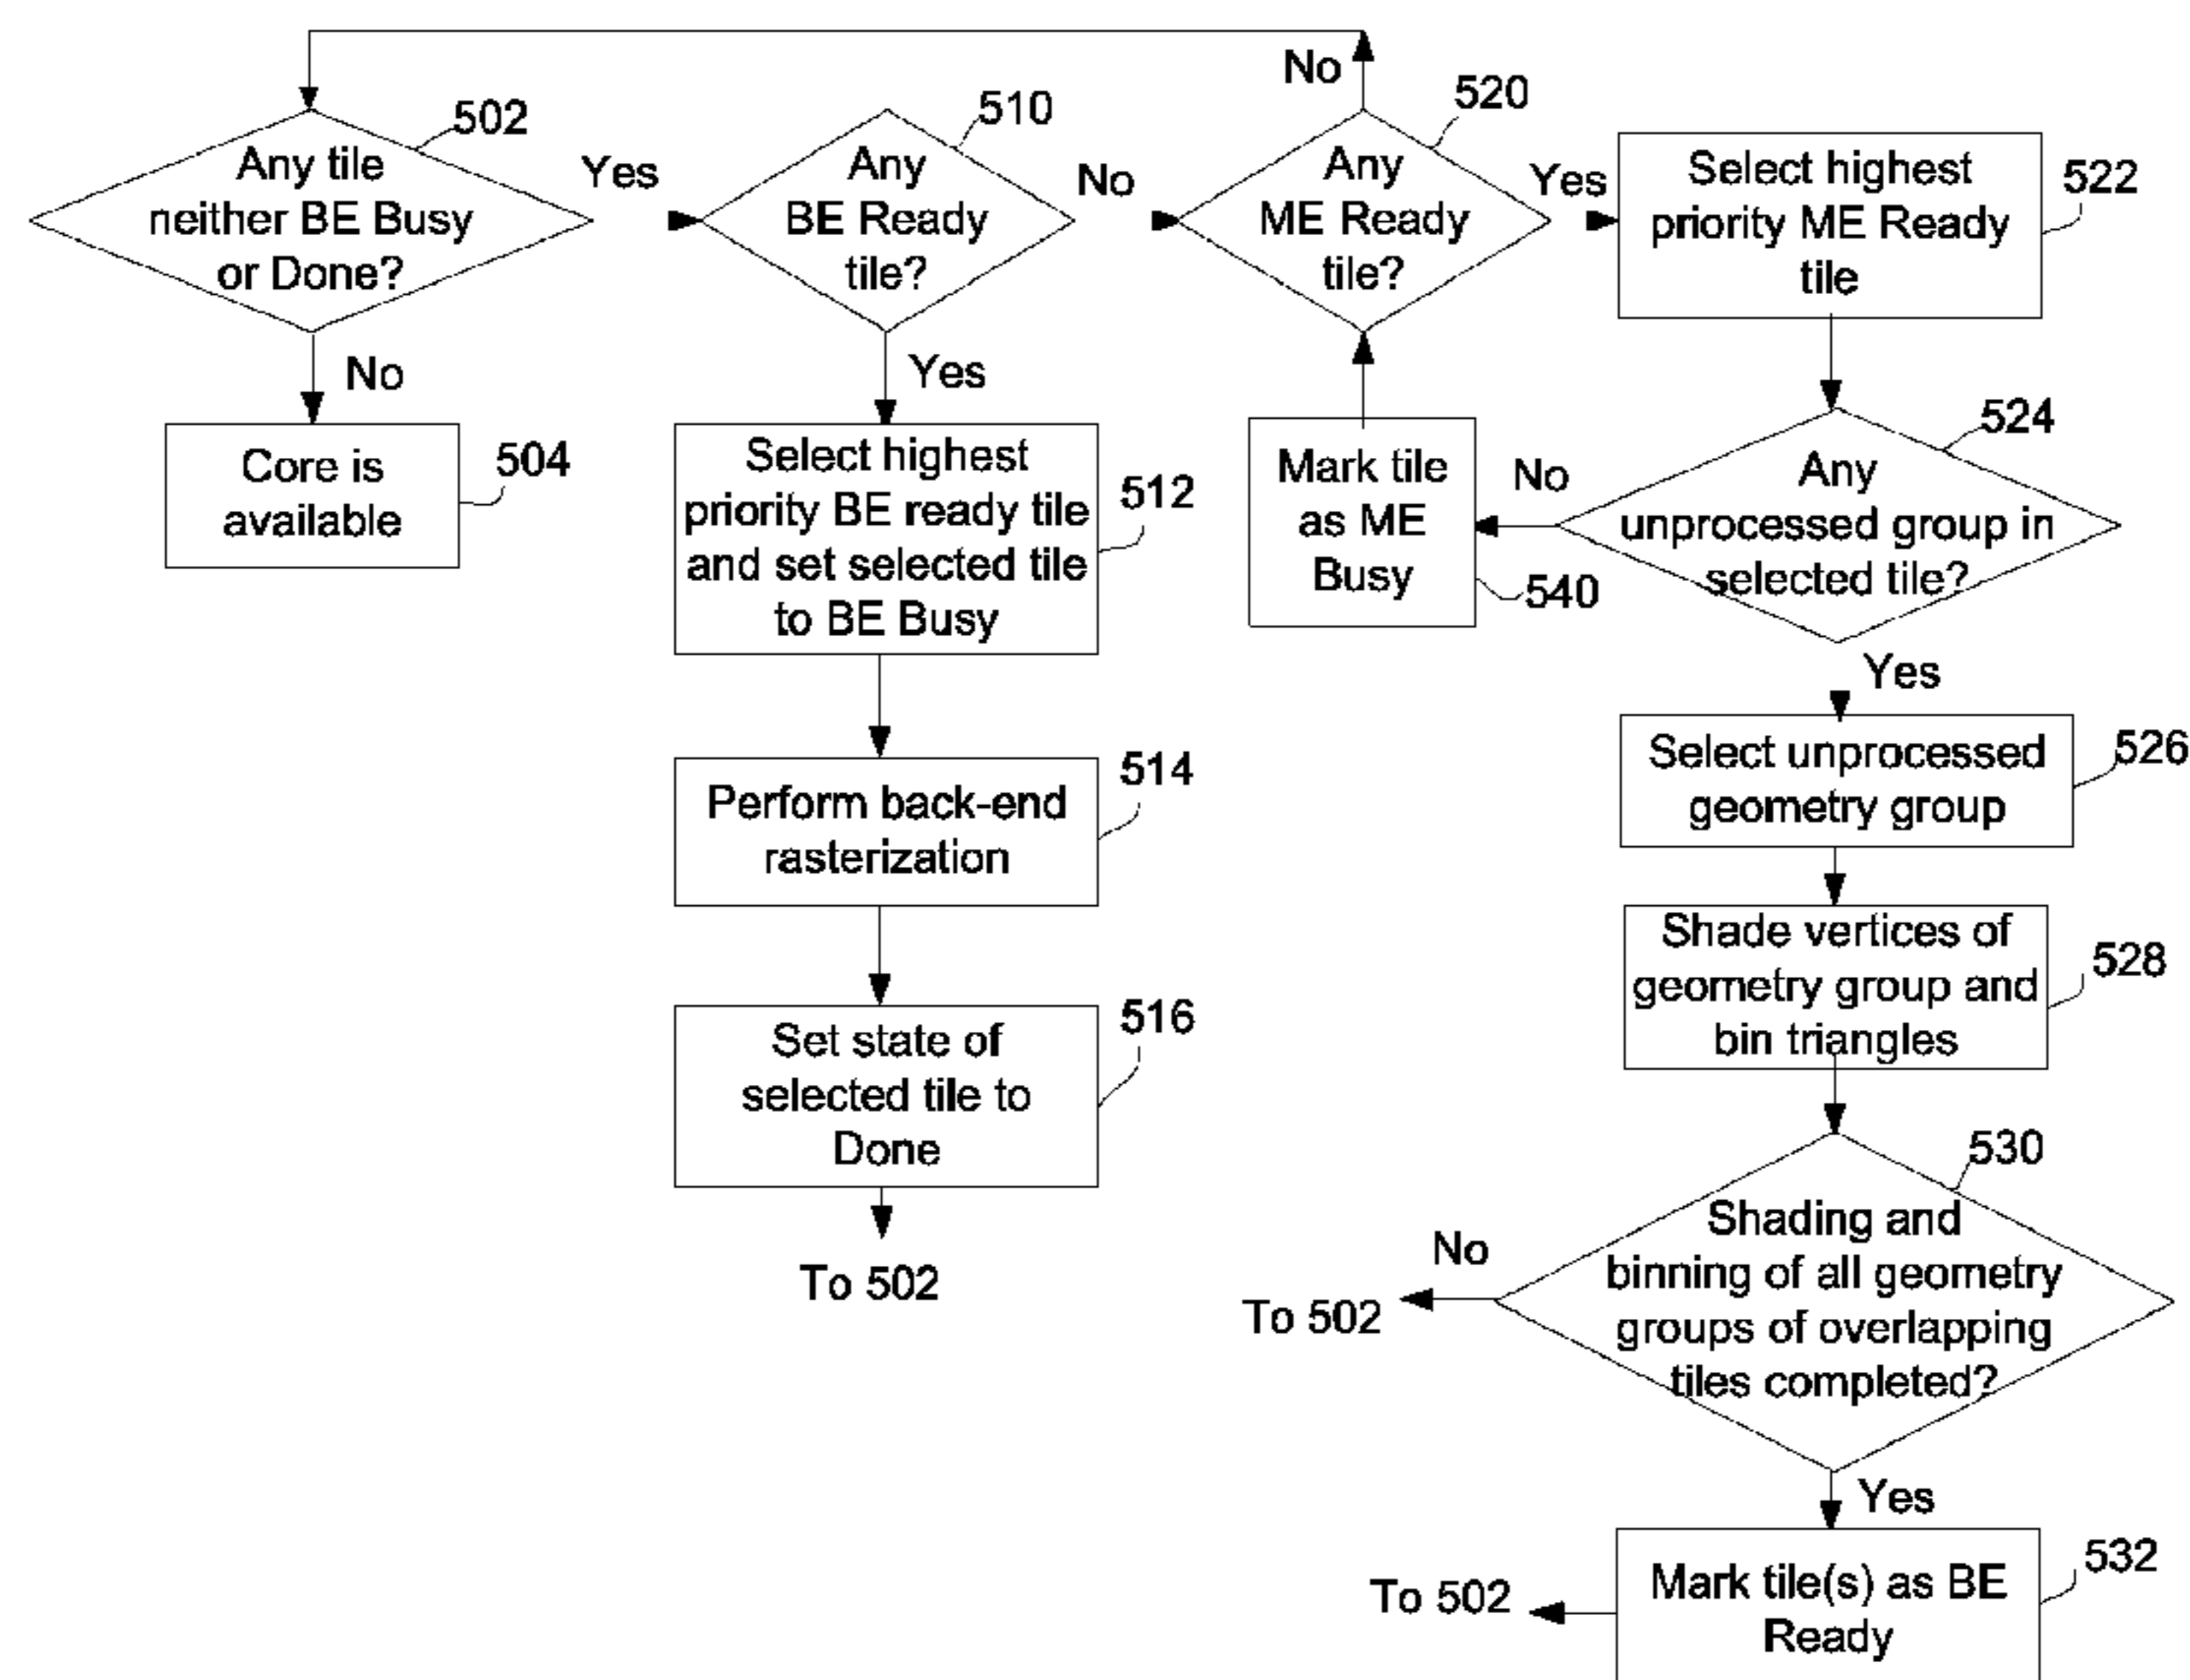 No
502
Any tile
neither BE Busy
or Done?
Yes
510
Any
BE Ready
tile?
No
520
Any
ME Ready
tile?
Yes
Select highest
priority ME Ready
tile
522
No
Core is
available
504
Yes
Select highest
priority BE ready tile
and set selected tile
to BE Busy
512
Mark tile
as ME
Busy
540
No
524
Any
unprocessed group in
selected tile?
Yes
Select unprocessed
geometry group
526
Perform back-end
rasterization
514
Shade vertices of
geometry group and
bin triangles
528
Set state of
selected tile to
Done
516
To 502
530
Shading and
binning of all geometry
groups of overlapping
tiles completed?
No
To 502
Yes
Mark tile(s) as BE
Ready
532
To 502